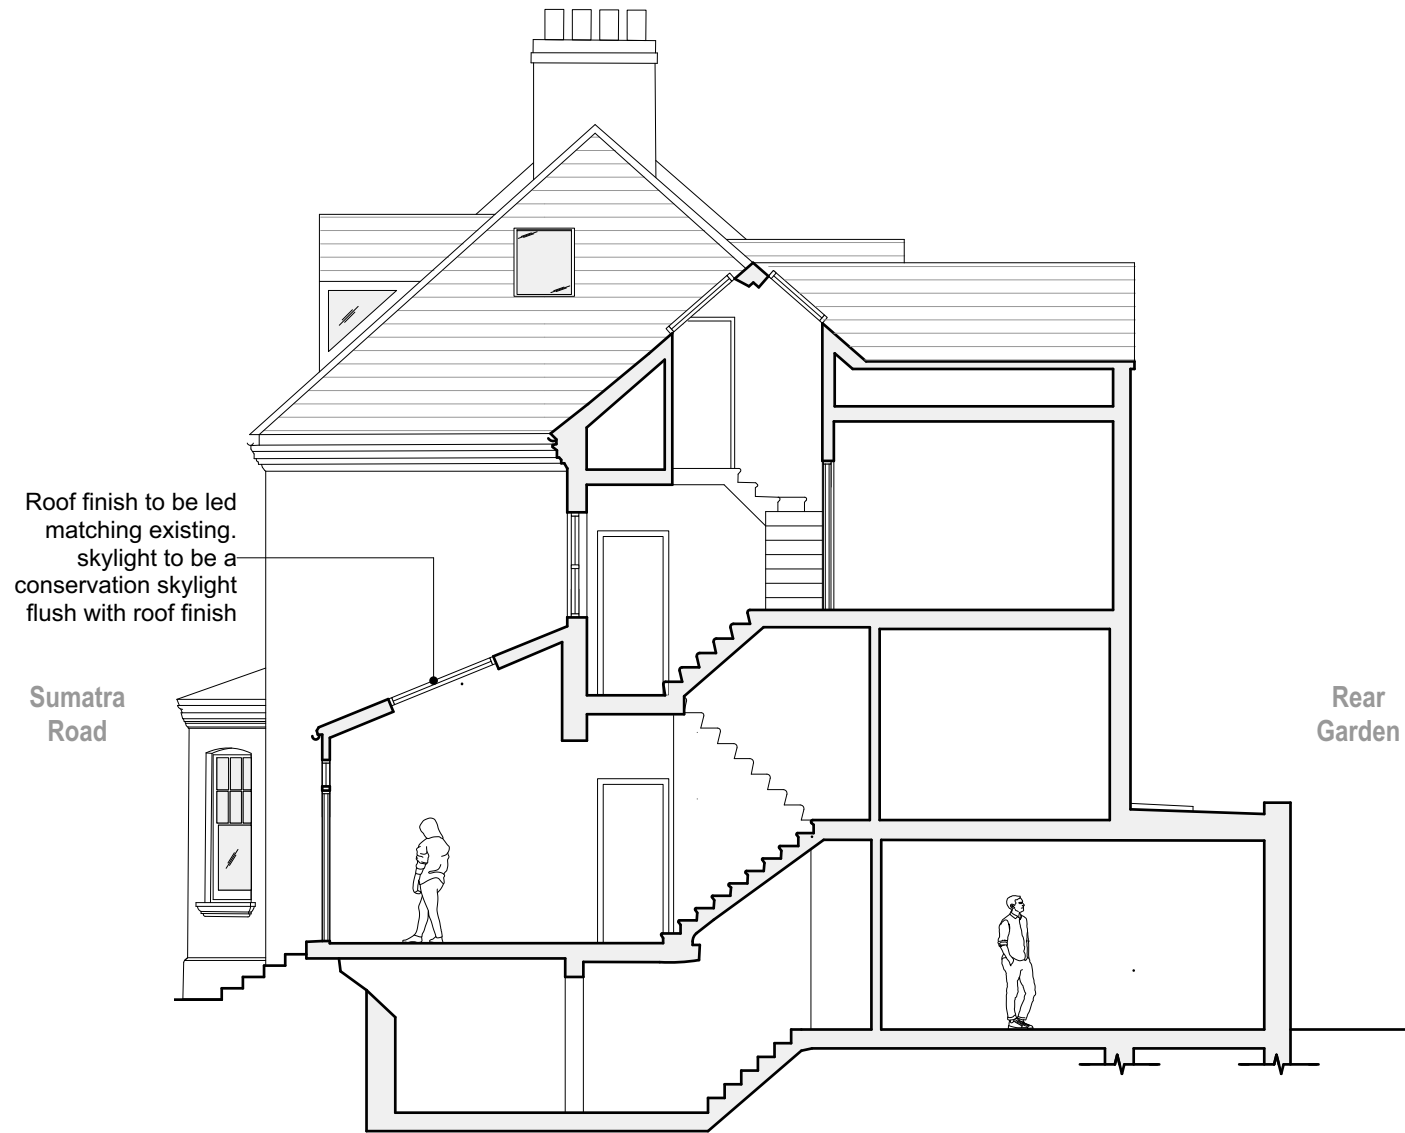 Roof finish to be led
matching existing.
skylight to be a
conservation skylight
flush with roof finish
Sumatra
Road
Rear
Garden